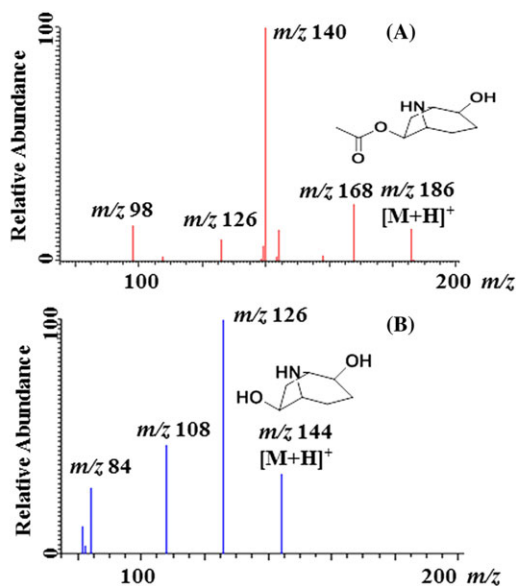 100
m/z 140
(A)
HN
OH
O
O
m/z 168
m/z 186
[M+H]+
m/z 98
m/z 126
Relative Abundance
0
100
200
m/z
100
m/z 126
(B)
OH
HN
HO
m/z 108
m/z 144
[M+H]+
m/z 84
Relative Abundance
0
100
200
m/z